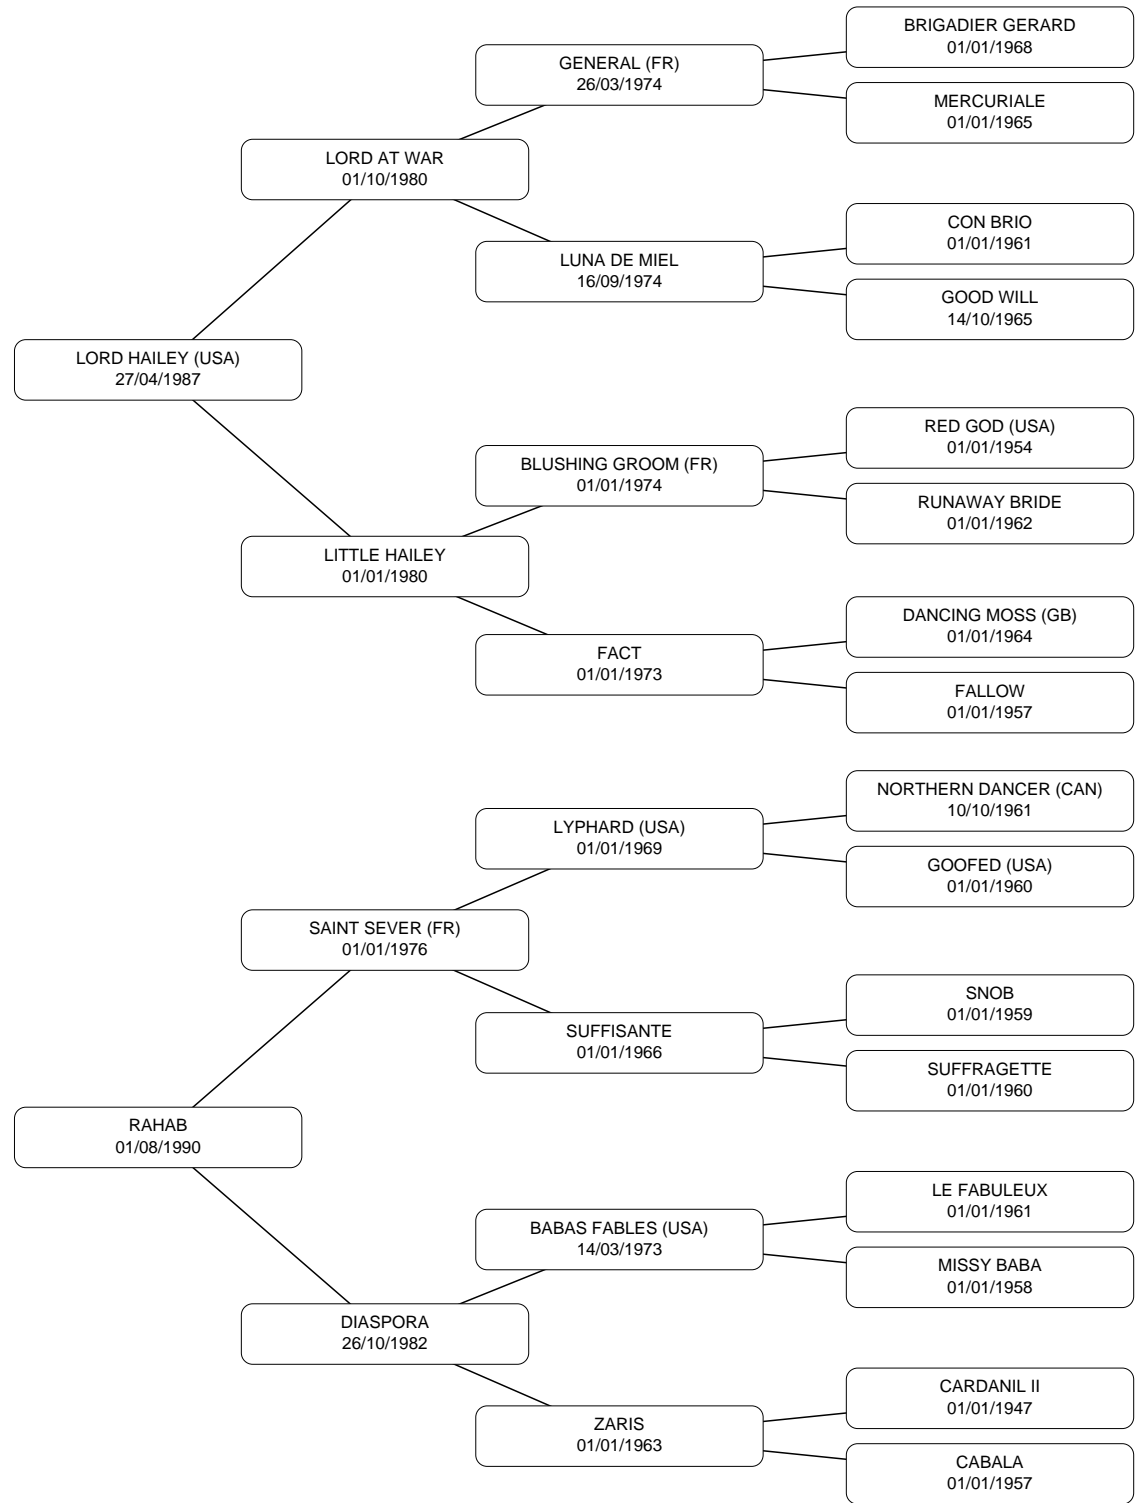 BRIGADIER GERARD
01/01/1968
GENERAL (FR)
26/03/1974
MERCURIALE
01/01/1965
LORD AT WAR
01/10/1980
CON BRIO
01/01/1961
LUNA DE MIEL
16/09/1974
GOOD WILL
14/10/1965
LORD HAILEY (USA)
27/04/1987
RED GOD (USA)
01/01/1954
BLUSHING GROOM (FR)
01/01/1974
RUNAWAY BRIDE
01/01/1962
LITTLE HAILEY
01/01/1980
DANCING MOSS (GB)
01/01/1964
FACT
01/01/1973
FALLOW
01/01/1957
NORTHERN DANCER (CAN)
10/10/1961
LYPHARD (USA)
01/01/1969
GOOFED (USA)
01/01/1960
SAINT SEVER (FR)
01/01/1976
SNOB
01/01/1959
SUFFISANTE
01/01/1966
SUFFRAGETTE
01/01/1960
RAHAB
01/08/1990
LE FABULEUX
01/01/1961
BABAS FABLES (USA)
14/03/1973
MISSY BABA
01/01/1958
DIASPORA
26/10/1982
CARDANIL II
01/01/1947
ZARIS
01/01/1963
CABALA
01/01/1957